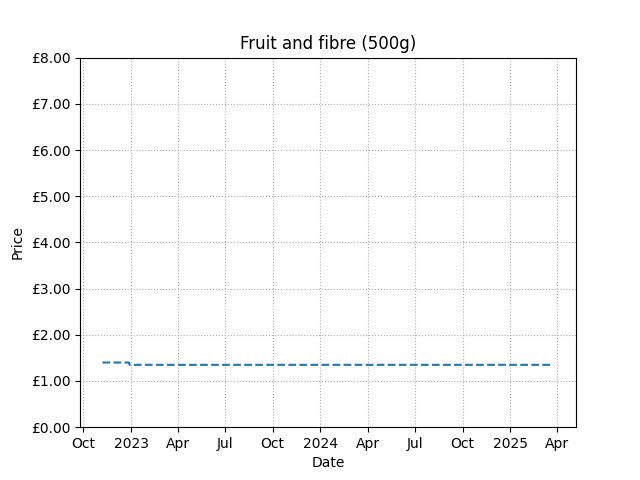 Fruit and fibre (500g)
£8.00
£7.00
£6.00
£5.00
£4.00
£3.00
£2.00
£1.00
£0.00
Price
Oct 2023 Apr Jul Oct 2024 Apr Jul Oct 2025 Apr
Date